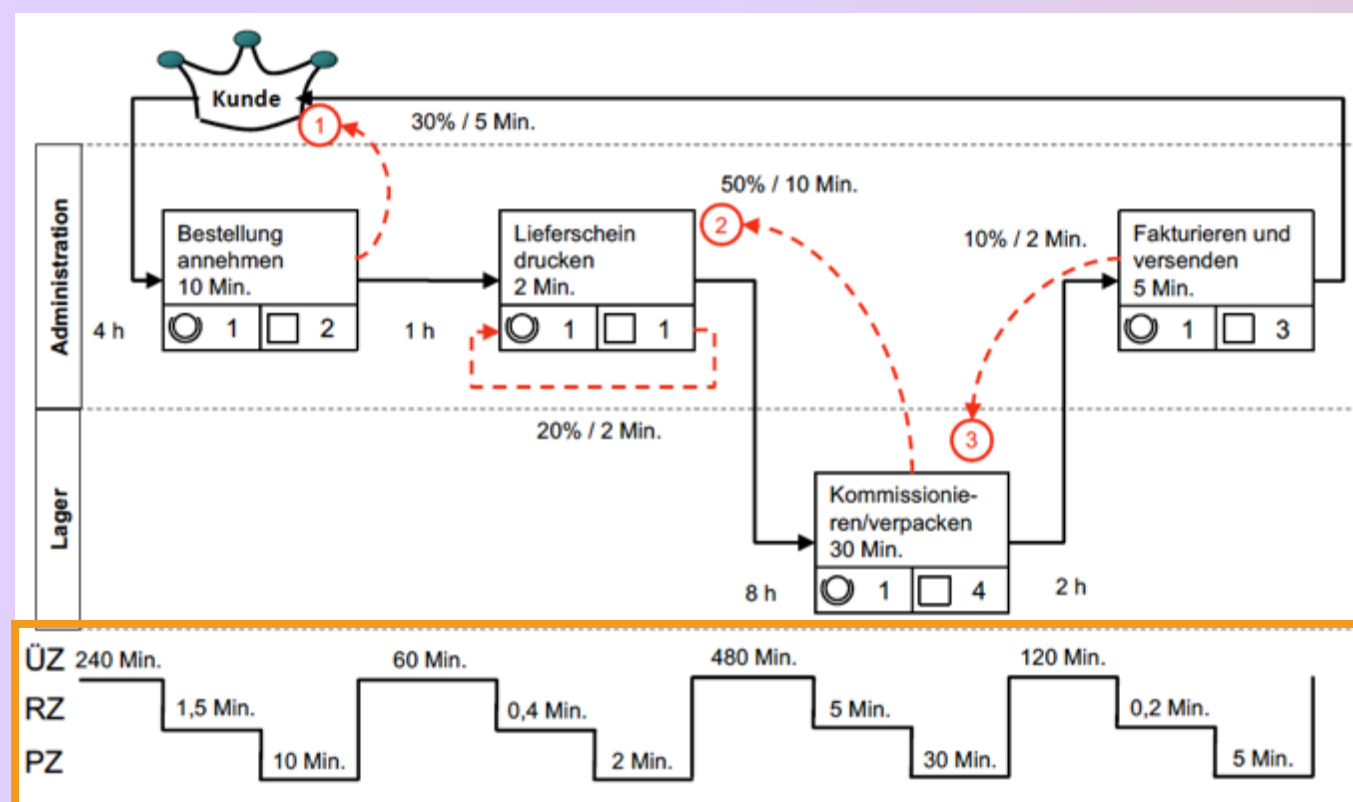 Kunde
1
30% / 5 Min.
Administration
50% / 10 Min.
2
Bestellung
annehmen
10 Min.
1 2
4 h
1 h
Lieferschein
drucken
2 Min.
1 1
20% / 2 Min.
10% / 2 Min.
Fakturieren und
versenden
5 Min.
1 3
3
Lager
Kommissionie-
ren/verpacken
30 Min.
1 4
8 h
2 h
ÜZ 240 Min. 60 Min. 480 Min. 120 Min.
RZ 1,5 Min. 0,4 Min. 5 Min. 0,2 Min.
PZ 10 Min. 2 Min. 30 Min. 5 Min.